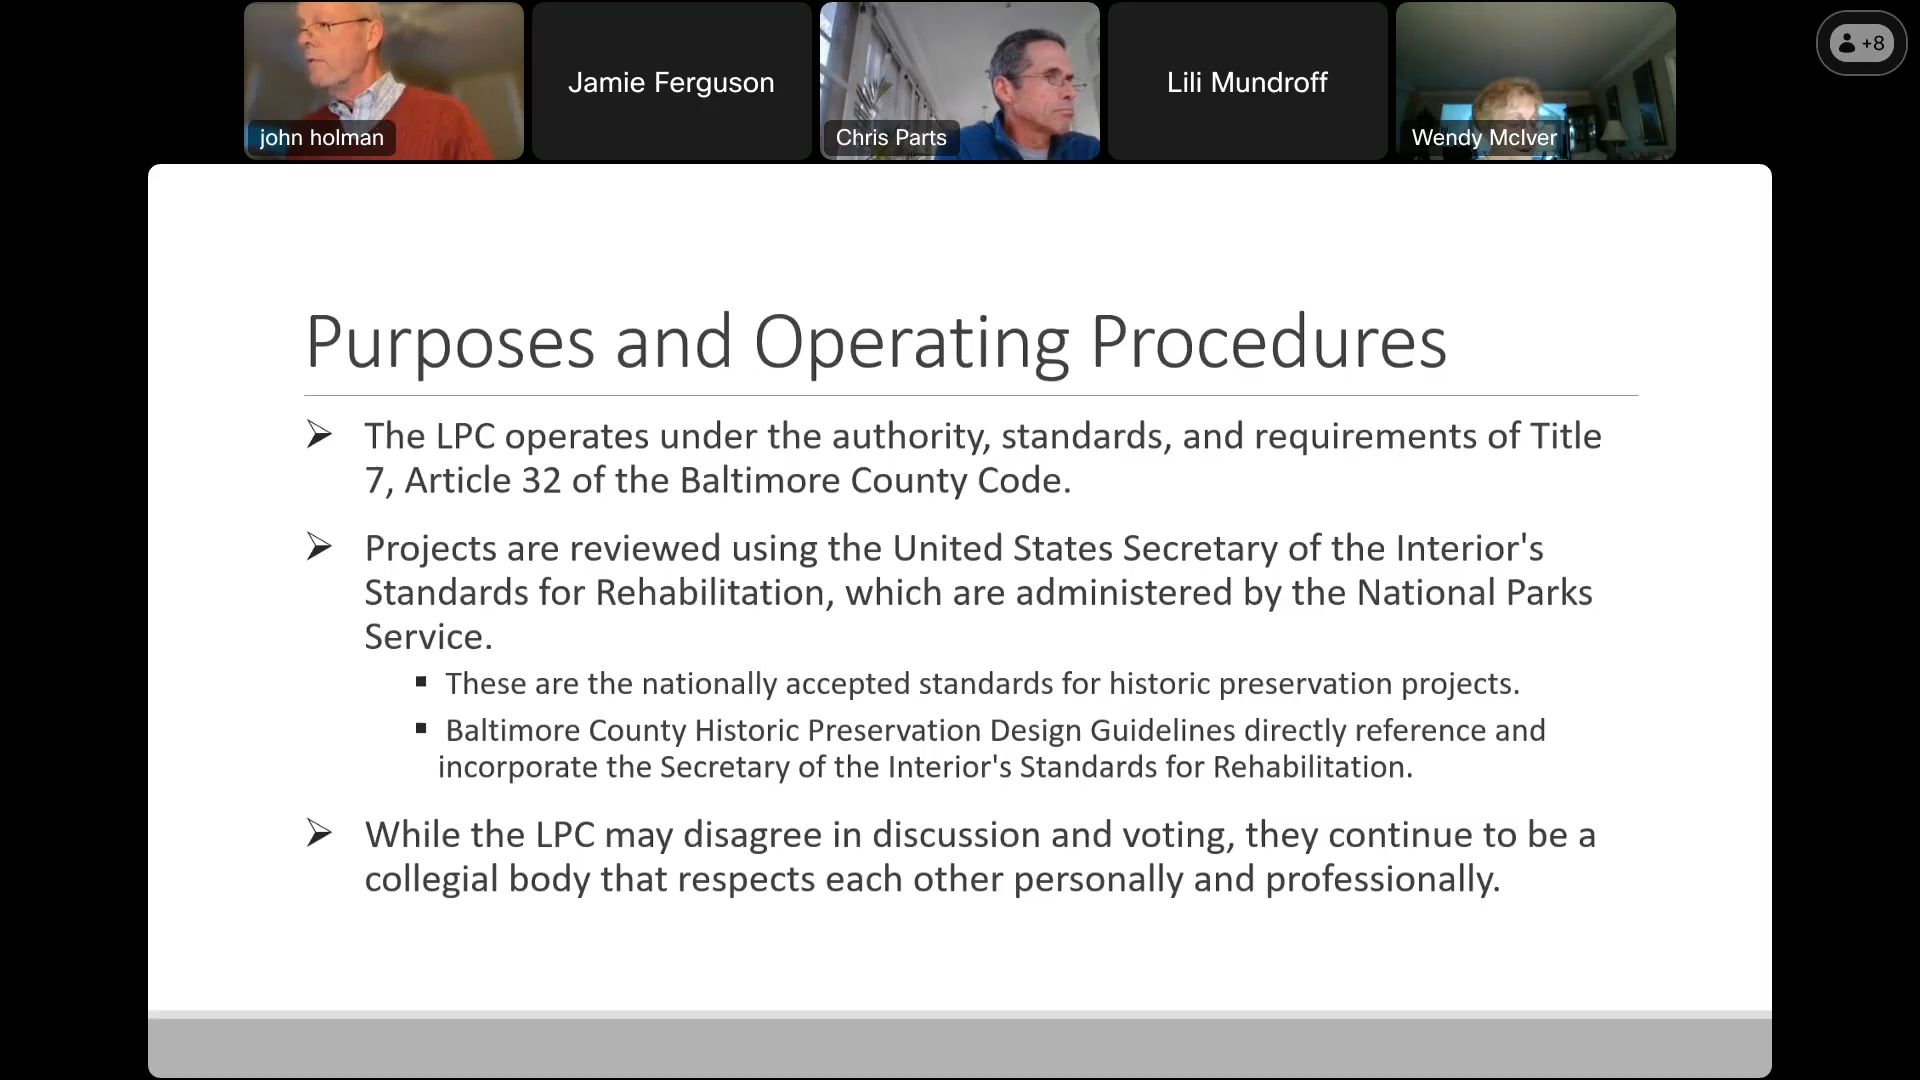 john holman
Jamie Ferguson
Chris Parts
Lili Mundroff
Wendy McIver
+8
Purposes and Operating Procedures
The LPC operates under the authority, standards, and requirements of Title
7, Article 32 of the Baltimore County Code.
Projects are reviewed using the United States Secretary of the Interior's
Standards for Rehabilitation, which are administered by the National Parks
Service.
These are the nationally accepted standards for historic preservation projects.
Baltimore County Historic Preservation Design Guidelines directly reference and
incorporate the Secretary of the Interior's Standards for Rehabilitation.
While the LPC may disagree in discussion and voting, they continue to be a
collegial body that respects each other personally and professionally.